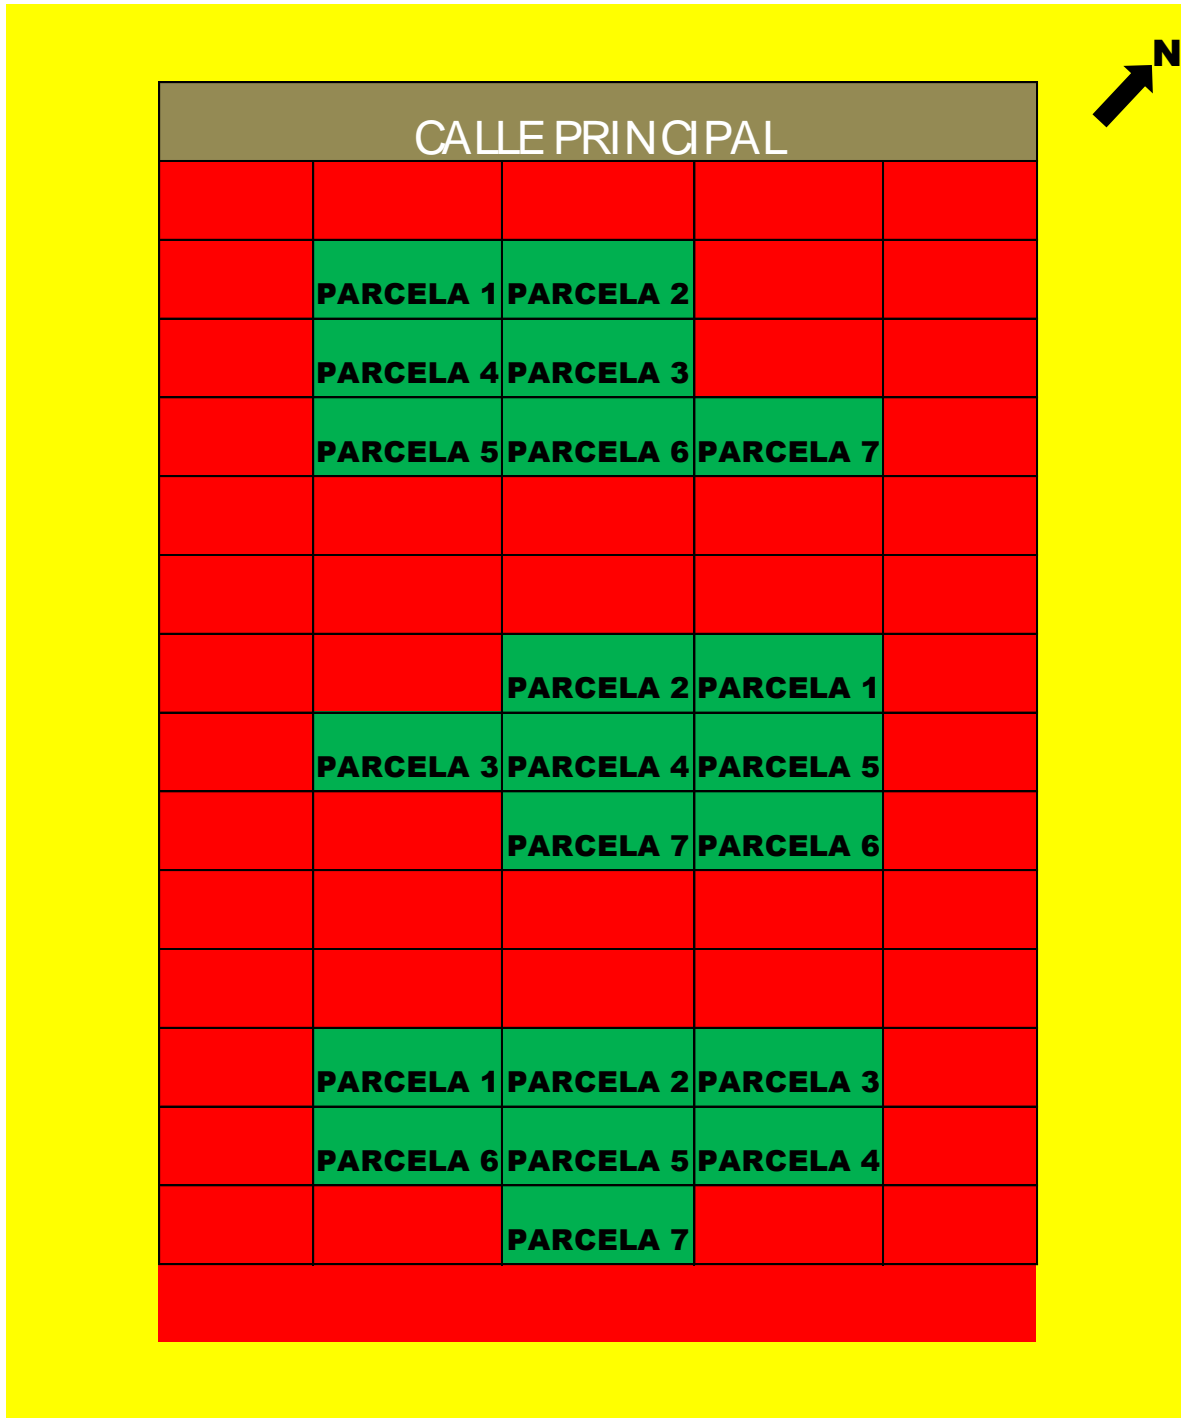 N
CALLE PRINCIPAL
PARCELA 1 PARCELA 2
PARCELA 4 PARCELA 3
PARCELA 5 PARCELA 6 PARCELA 7
PARCELA 2 PARCELA 1
PARCELA 3 PARCELA 4 PARCELA 5
PARCELA 7 PARCELA 6
PARCELA 1 PARCELA 2 PARCELA 3
PARCELA 6 PARCELA 5 PARCELA 4
PARCELA 7